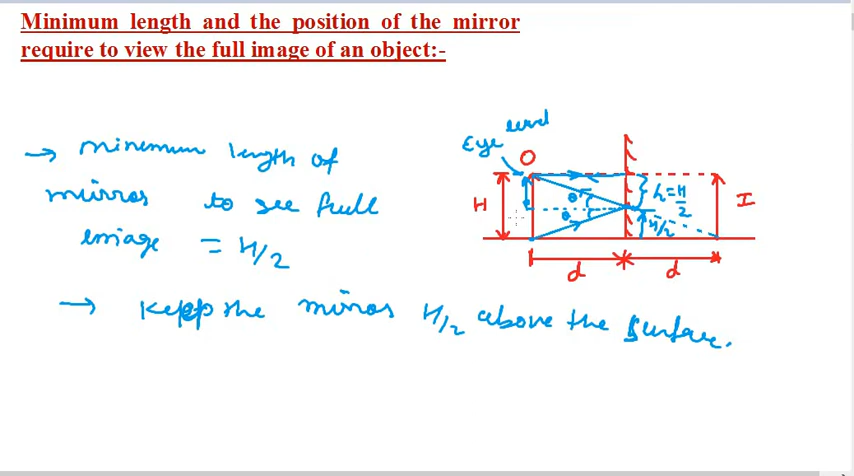 Minimum length and the position of the mirror
require to view the full image of an object:-
→ minimum length of
mirror to see full
image = H/2
→ Kepp the mirror H/2 above the surface.
Eye level
O
H
θ
θ
h=H/2
H/2
I
d
d